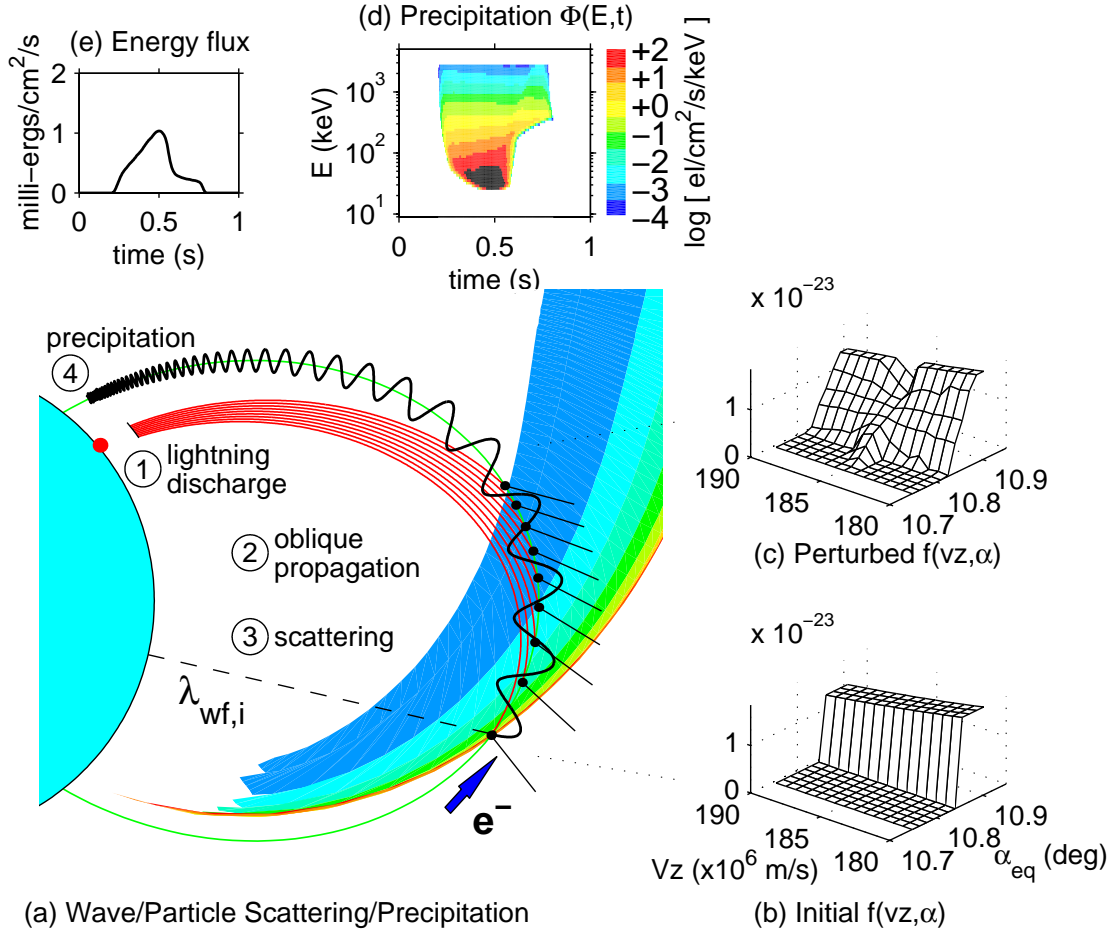 (d) Precipitation Φ(E,t)
(e) Energy flux
milli−ergs/cm²/s
2
1
0
0
0.5
1
time (s)
E (keV)
10³
10²
10¹
0
0.5
1
time (s)
+2
+1
+0
−1
−2
−3
−4
log [ el/cm²/s/keV ]
precipitation
4
1
lightning
discharge
2
oblique
propagation
3
scattering
λwf,i
e−
(a) Wave/Particle Scattering/Precipitation
x 10−23
1
0
190
185
180
10.7
10.8
10.9
(c) Perturbed f(vz,α)
x 10−23
1
0
190
185
180
10.7
10.8
10.9
Vz (x10⁶ m/s)
αeq (deg)
(b) Initial f(vz,α)